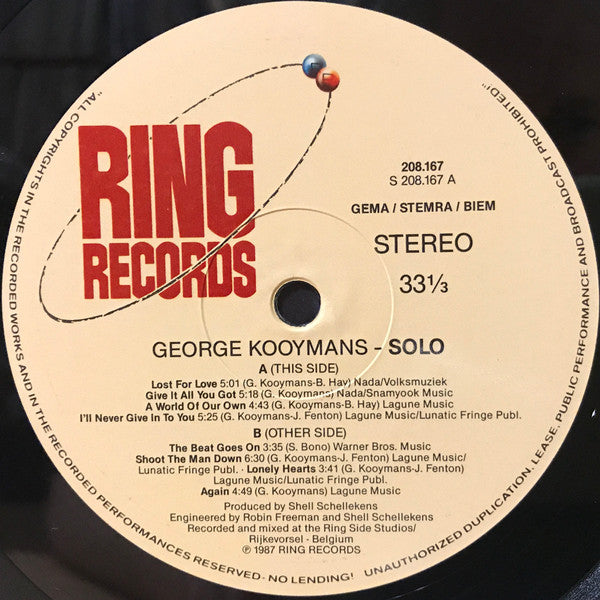 RING
RECORDS
208.167
S 208.167 A
GEMA / STEMRA / BIEM
STEREO
33⅓
GEORGE KOOYMANS - SOLO
A (THIS SIDE)
Lost For Love 5:01 (G. Kooymans-B. Hay) Nada/Volksmuziek
Give It All You Got 5:18 (G. Kooymans) Nada/Snamyook Music
A World Of Our Own 4:43 (G. Kooymans-B. Hay) Lagune Music
I'll Never Give In To You 5:25 (G. Kooymans-J. Fenton) Lagune Music/Lunatic Fringe Publ.
B (OTHER SIDE)
The Beat Goes On 3:35 (S. Bono) Warner Bros. Music
Shoot The Man Down 6:30 (G. Kooymans-J. Fenton) Lagune Music/
Lunatic Fringe Publ. · Lonely Hearts 3:41 (G. Kooymans-J. Fenton)
Lagune Music/Lunatic Fringe Publ.
Again 4:49 (G. Kooymans) Lagune Music
Produced by Shell Schellekens
Engineered by Robin Freeman and Shell Schellekens
Recorded and mixed at the Ring Side Studios/
Rijkevorsel - Belgium
℗ 1987 RING RECORDS
"ALL COPYRIGHTS IN THE RECORDED WORKS AND IN THE RECORDED PERFORMANCES RESERVED - NO LENDING! UNAUTHORIZED DUPLICATION, LEASE, PUBLIC PERFORMANCE AND BROADCAST PROHIBITED!"